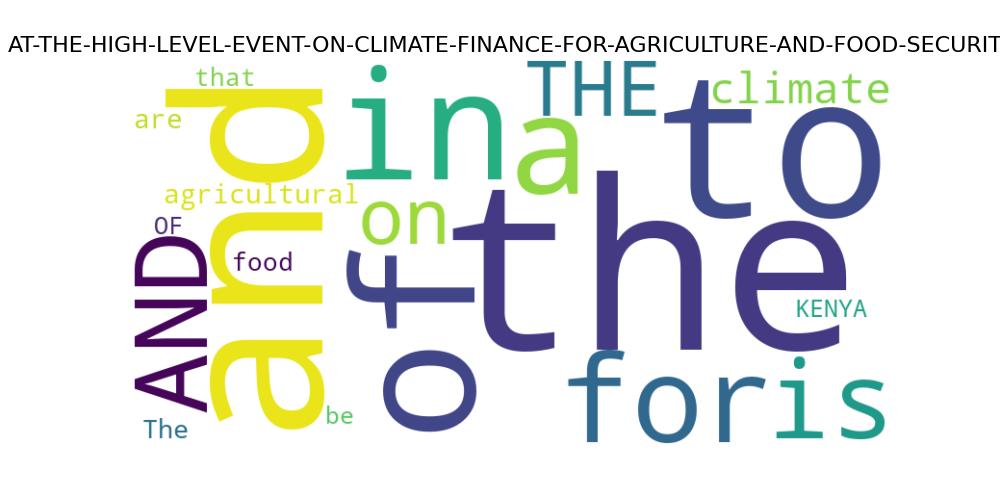 AT-THE-HIGH-LEVEL-EVENT-ON-CLIMATE-FINANCE-FOR-AGRICULTURE-AND-FOOD-SECURIT
that
are
and
in
THE
a
to
climate
agricultural
on
the
OF
food
AND
of
KENYA
for
is
The
be